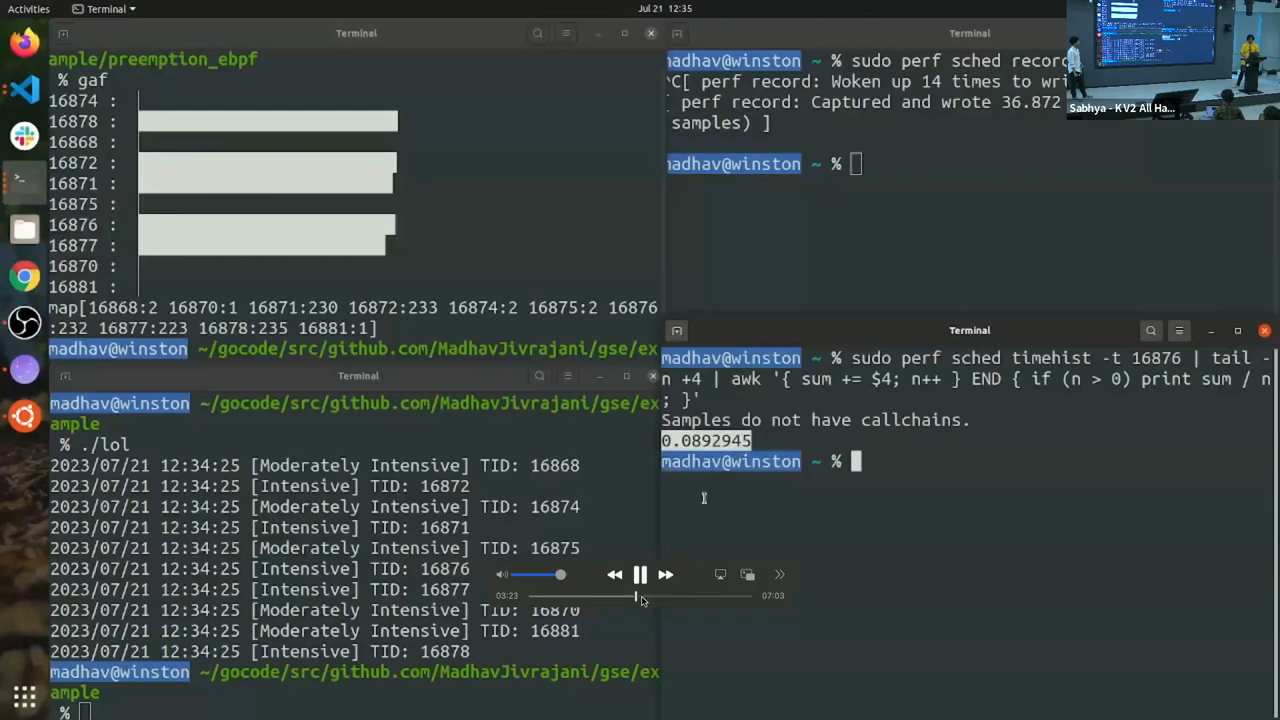 Activities
Terminal
Jul 21 12:35
Terminal
ample/preemption_ebpf
% gaf
16874 :
16878 :
16868 :
16872 :
16871 :
16875 :
16876 :
16877 :
16870 :
16881 :
map[16868:2 16870:1 16871:230 16872:233 16874:2 16875:2 16876
:232 16877:223 16878:235 16881:1]
madhav@winston ~/gocode/src/github.com/MadhavJivrajani/gse/ex
Terminal
madhav@winston ~/gocode/src/github.com/MadhavJivrajani/gse/ex
ample
% ./lol
2023/07/21 12:34:25 [Moderately Intensive] TID: 16868
2023/07/21 12:34:25 [Intensive] TID: 16872
2023/07/21 12:34:25 [Moderately Intensive] TID: 16874
2023/07/21 12:34:25 [Intensive] TID: 16871
2023/07/21 12:34:25 [Moderately Intensive] TID: 16875
2023/07/21 12:34:25 [Intensive] TID: 16876
2023/07/21 12:34:25 [Intensive] TID: 16877
2023/07/21 12:34:25 [Moderately Intensive] TID: 16870
2023/07/21 12:34:25 [Moderately Intensive] TID: 16881
2023/07/21 12:34:25 [Intensive] TID: 16878
madhav@winston ~/gocode/src/github.com/MadhavJivrajani/gse/ex
ample
%
Terminal
madhav@winston ~ % sudo perf sched record
^C[ perf record: Woken up 14 times to wri
[ perf record: Captured and wrote 36.872
samples) ]
madhav@winston ~ %
Sabhya - KV2 All Ha...
Terminal
madhav@winston ~ % sudo perf sched timehist -t 16876 | tail -
n +4 | awk '{ sum += $4; n++ } END { if (n > 0) print sum / n
; }'
Samples do not have callchains.
0.0892945
madhav@winston ~ %
03:23
07:03